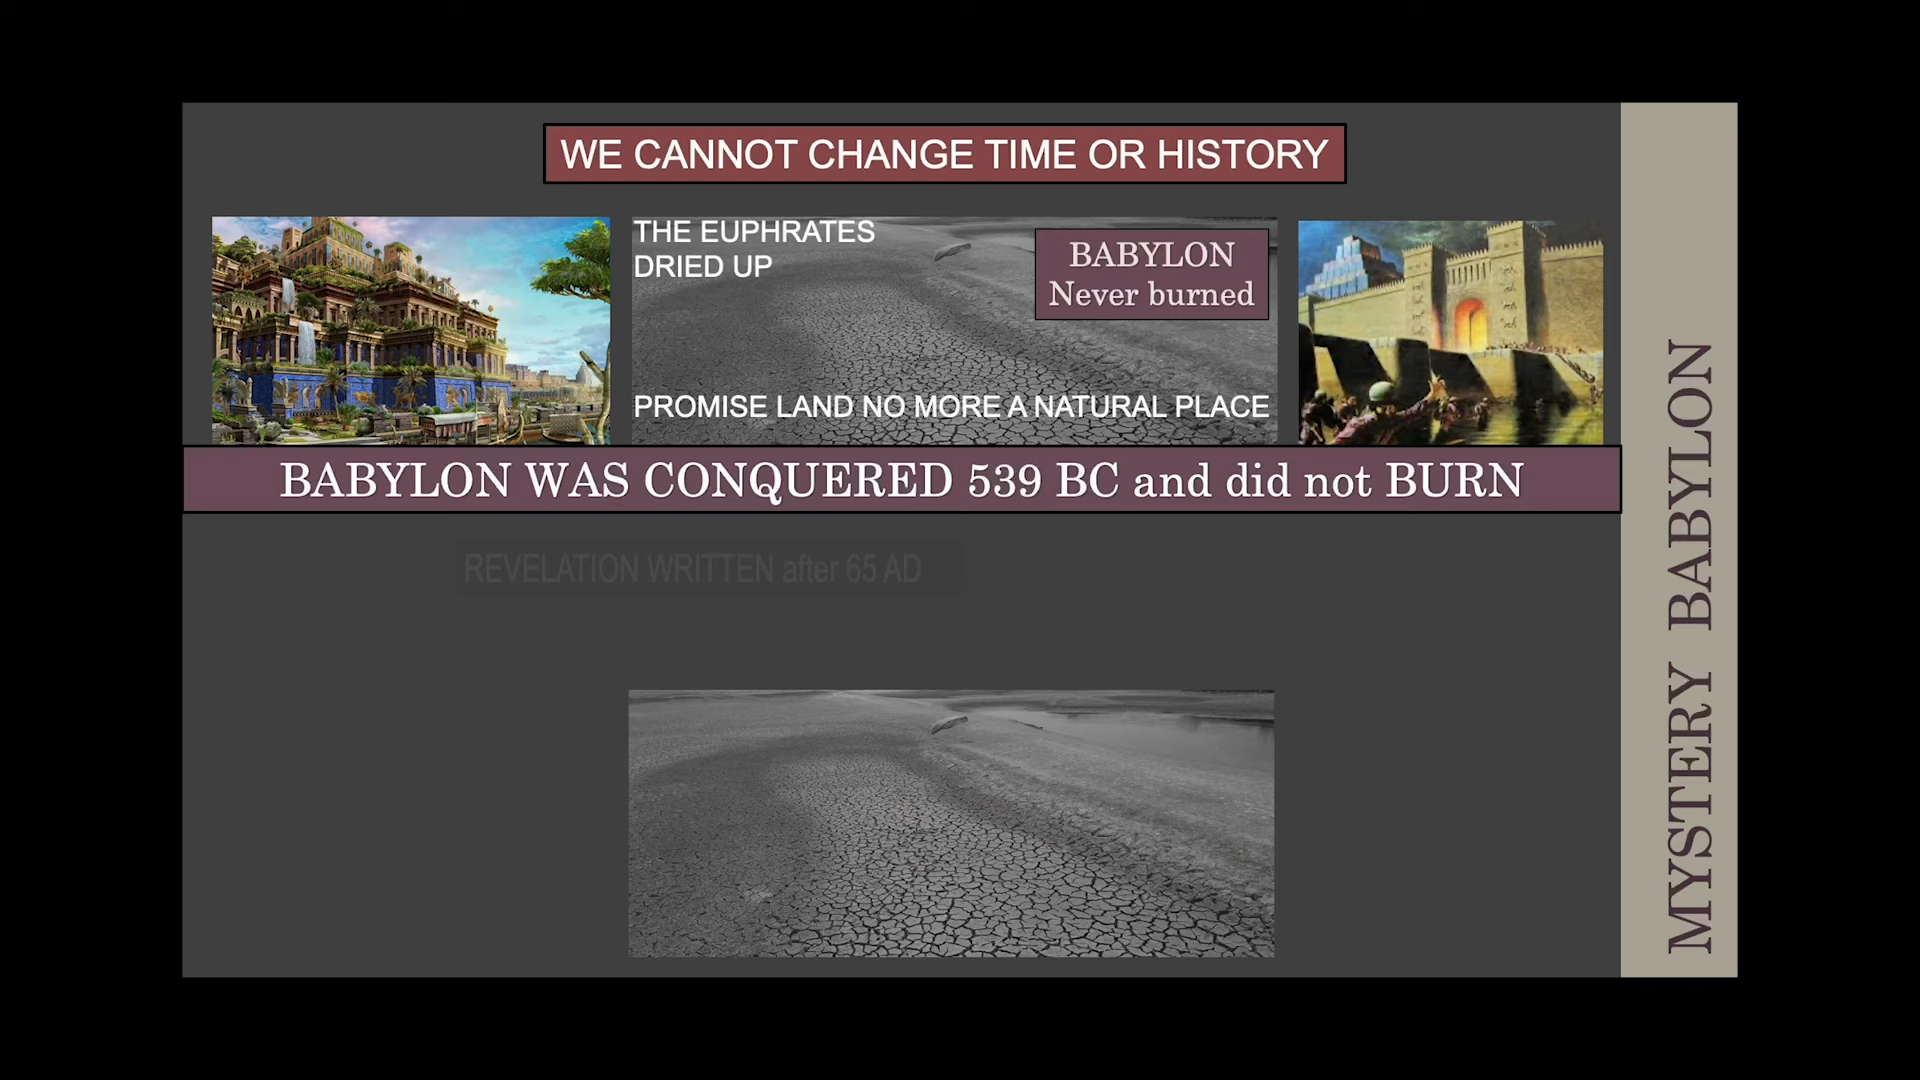 WE CANNOT CHANGE TIME OR HISTORY
THE EUPHRATES
DRIED UP
BABYLON
Never burned
PROMISE LAND NO MORE A NATURAL PLACE
BABYLON WAS CONQUERED 539 BC and did not BURN
REVELATION WRITTEN after 65 AD
MYSTERY BABYLON